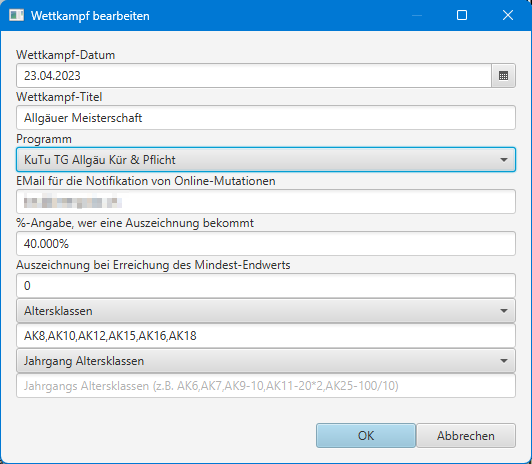 Wettkampf bearbeiten
Wettkampf-Datum
23.04.2023
Wettkampf-Titel
Allgäuer Meisterschaft
Programm
KuTu TG Allgäu Kür & Pflicht
EMail für die Notifikation von Online-Mutationen
%-Angabe, wer eine Auszeichnung bekommt
40.000%
Auszeichnung bei Erreichung des Mindest-Endwerts
0
Altersklassen
AK8,AK10,AK12,AK15,AK16,AK18
Jahrgang Altersklassen
Jahrgangs Altersklassen (z.B. AK6,AK7,AK9-10,AK11-20*2,AK25-100/10)
OK Abbrechen